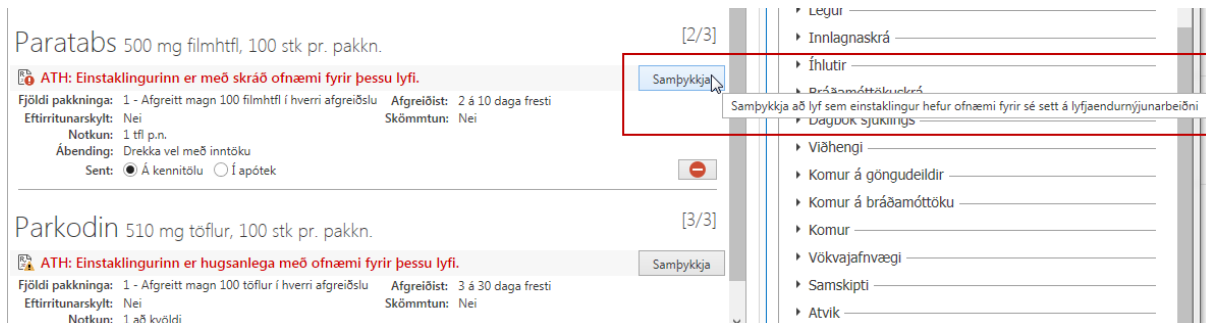 Paratabs 500 mg filmhtfl, 100 stk pr. pakkn. [2/3]
ATH: Einstaklingurinn er með skráð ofnæmi fyrir þessu lyfi. Samþykkja
Fjöldi pakkninga: 1 - Afgreitt magn 100 filmhtfl í hverri afgreiðslu Afgreiðist: 2 á 10 daga fresti
Eftirritunarskylt: Nei Skömmtun: Nei
Notkun: 1 tfl p.n.
Ábending: Drekka vel með inntöku
Sent: Á kennitölu Í apótek
Parkodin 510 mg töflur, 100 stk pr. pakkn. [3/3]
ATH: Einstaklingurinn er hugsanlega með ofnæmi fyrir þessu lyfi. Samþykkja
Fjöldi pakkninga: 1 - Afgreitt magn 100 töflur í hverri afgreiðslu Afgreiðist: 3 á 30 daga fresti
Eftirritunarskylt: Nei Skömmtun: Nei
Notkun: 1 að kvöldi
Legur
Innlagnaskrá
Íhlutir
Bráðamóttökuskrá
Samþykkja að lyf sem einstaklingur hefur ofnæmi fyrir sé sett á lyfjaendurnýjunarbeiðni
Dagbók sjúklings
Viðhengi
Komur á göngudeildir
Komur á bráðamóttöku
Komur
Vökvajafnvægi
Samskipti
Atvik